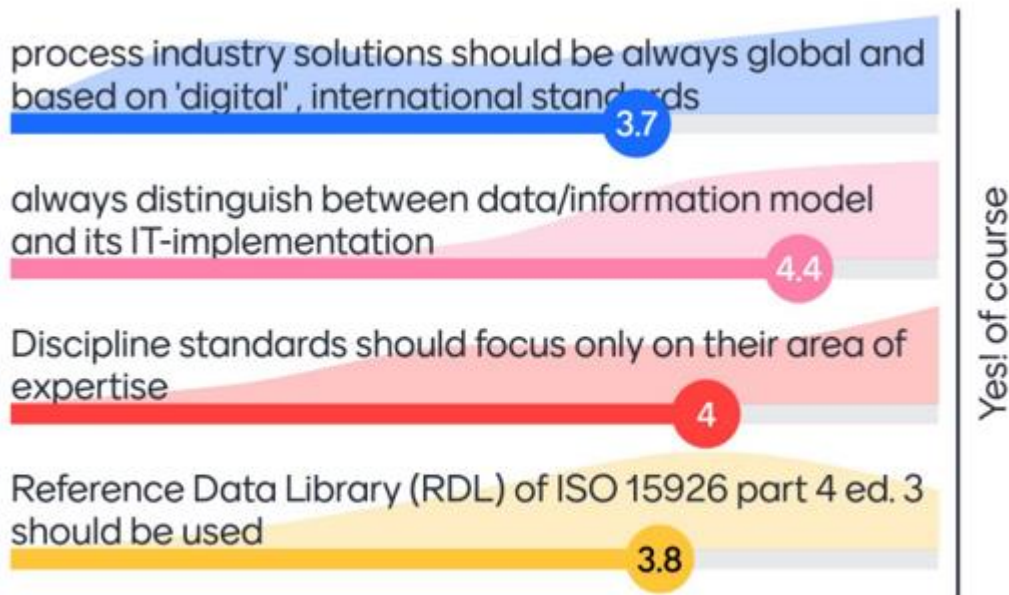 process industry solutions should be always global and
based on 'digital' , international standards
3.7
always distinguish between data/information model
and its IT-implementation
4.4
Discipline standards should focus only on their area of
expertise
4
Reference Data Library (RDL) of ISO 15926 part 4 ed. 3
should be used
3.8
Yes! of course